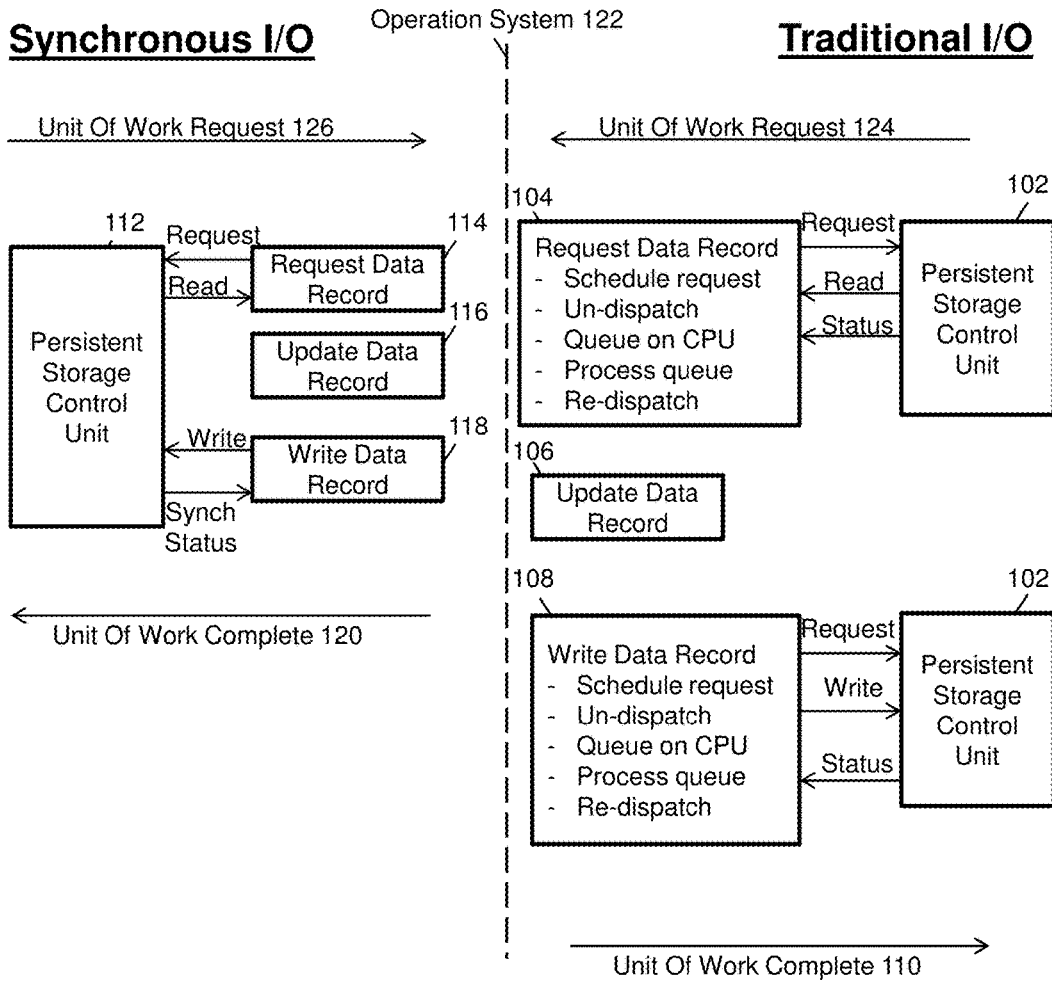 Operation System 122
Synchronous I/O
Traditional I/O
Unit Of Work Request 126
Unit Of Work Request 124
112
Persistent
Storage
Control
Unit
Request
Read
114
Request Data
Record
116
Update Data
Record
Write
Synch
Status
118
Write Data
Record
Unit Of Work Complete 120
104
Request Data Record
- Schedule request
- Un-dispatch
- Queue on CPU
- Process queue
- Re-dispatch
Request
Read
Status
102
Persistent
Storage
Control
Unit
106
Update Data
Record
108
Write Data Record
- Schedule request
- Un-dispatch
- Queue on CPU
- Process queue
- Re-dispatch
Request
Write
Status
102
Persistent
Storage
Control
Unit
Unit Of Work Complete 110